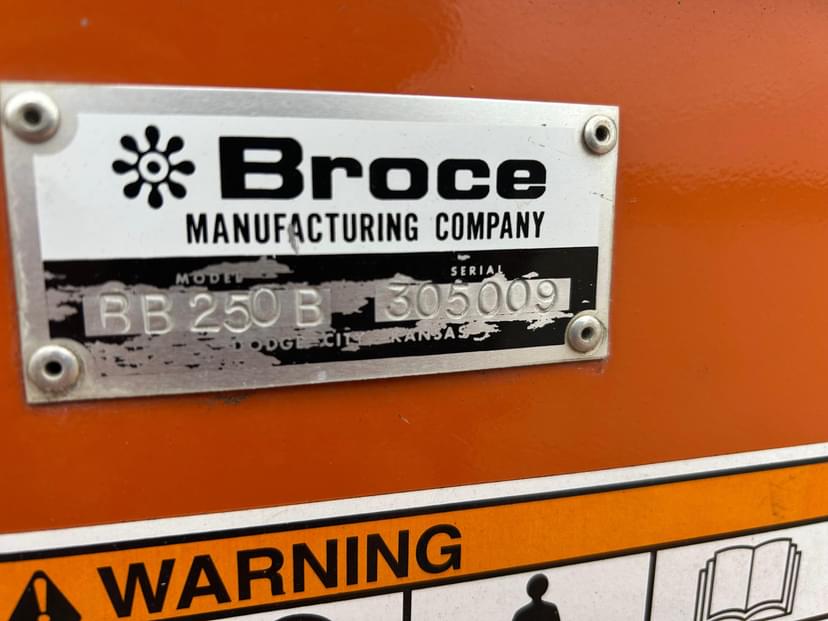 Broce
MANUFACTURING COMPANY
MODEL SERIAL
BB 250 B 305009
DODGE CITY, KANSAS
WARNING